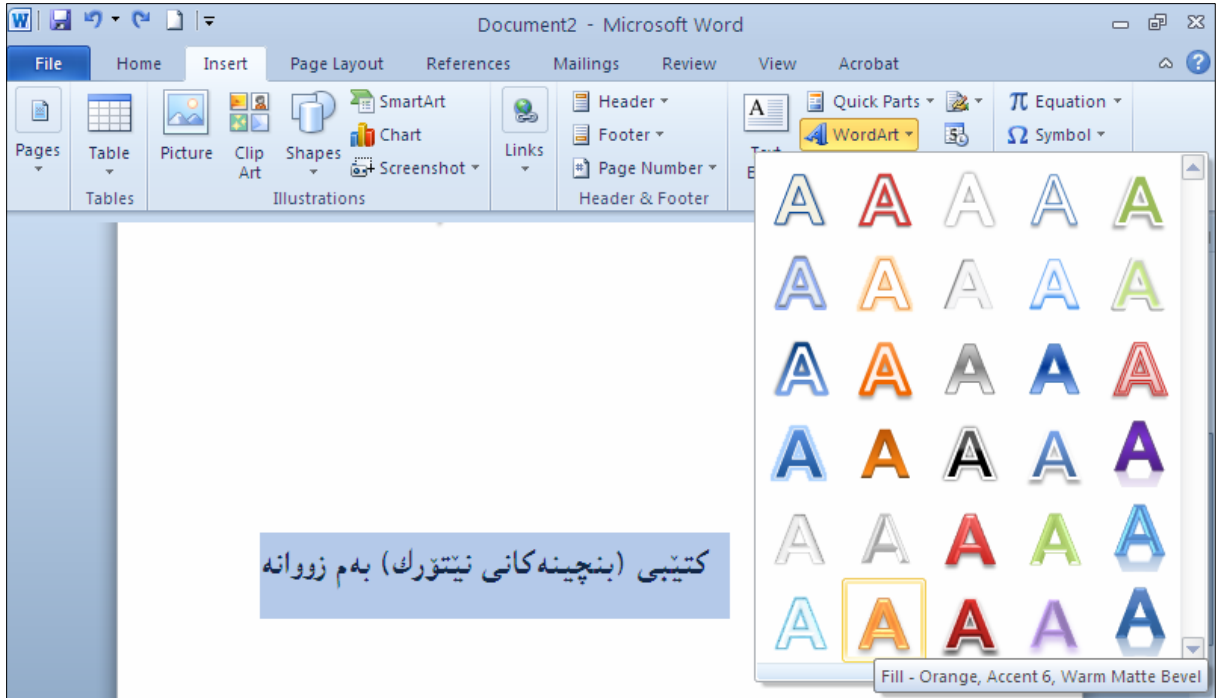 Document2 - Microsoft Word
File Home Insert Page Layout References Mailings Review View Acrobat
Pages
Table
Tables
Picture
Clip Art
Shapes
SmartArt
Chart
Screenshot
Illustrations
Links
Header
Footer
Page Number
Header & Footer
A
Quick Parts
WordArt
π Equation
Ω Symbol
كتێبی (بنچینەكانی نێتۆرك) بەم زووانە
Fill - Orange, Accent 6, Warm Matte Bevel